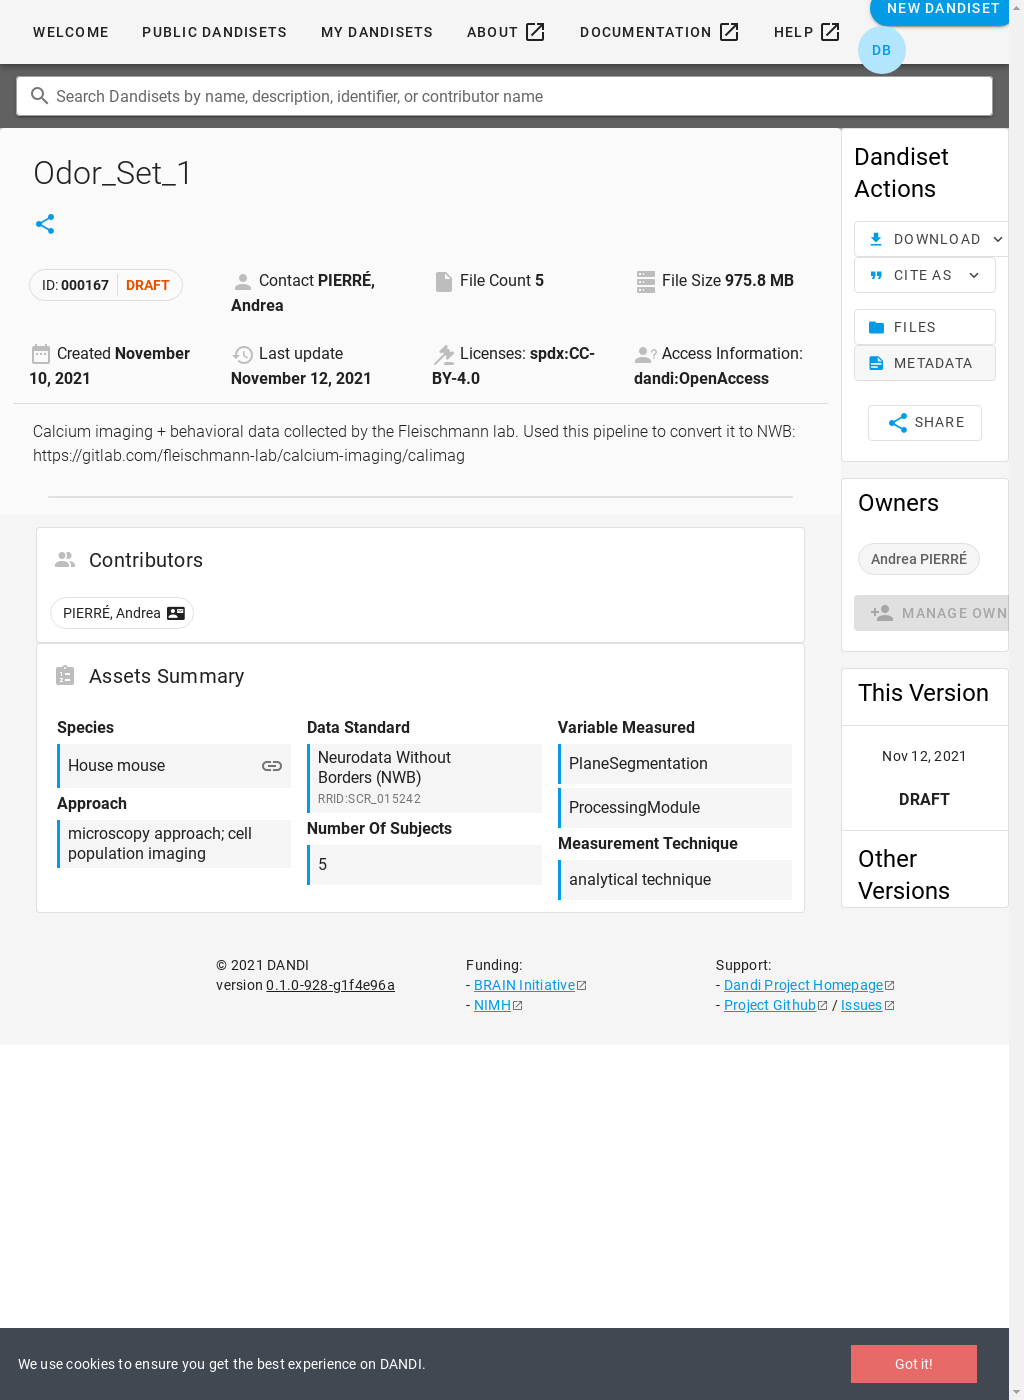 WELCOME
PUBLIC DANDISETS
MY DANDISETS
ABOUT
DOCUMENTATION
HELP
NEW DANDISET
DB
Search Dandisets by name, description, identifier, or contributor name
Odor_Set_1
ID: 000167 DRAFT
Contact PIERRÉ,
Andrea
File Count 5
File Size 975.8 MB
Created November
10, 2021
Last update
November 12, 2021
Licenses: spdx:CC-
BY-4.0
Access Information:
dandi:OpenAccess
Calcium imaging + behavioral data collected by the Fleischmann lab. Used this pipeline to convert it to NWB:
https://gitlab.com/fleischmann-lab/calcium-imaging/calimag
Contributors
PIERRÉ, Andrea
Assets Summary
Species
House mouse
Approach
microscopy approach; cell
population imaging
Data Standard
Neurodata Without
Borders (NWB)
RRID:SCR_015242
Number Of Subjects
5
Variable Measured
PlaneSegmentation
ProcessingModule
Measurement Technique
analytical technique
Dandiset
Actions
DOWNLOAD
CITE AS
FILES
METADATA
SHARE
Owners
Andrea PIERRÉ
MANAGE OWN
This Version
Nov 12, 2021
DRAFT
Other
Versions
© 2021 DANDI
version 0.1.0-928-g1f4e96a
Funding:
- BRAIN Initiative
- NIMH
Support:
- Dandi Project Homepage
- Project Github / Issues
We use cookies to ensure you get the best experience on DANDI.
Got it!